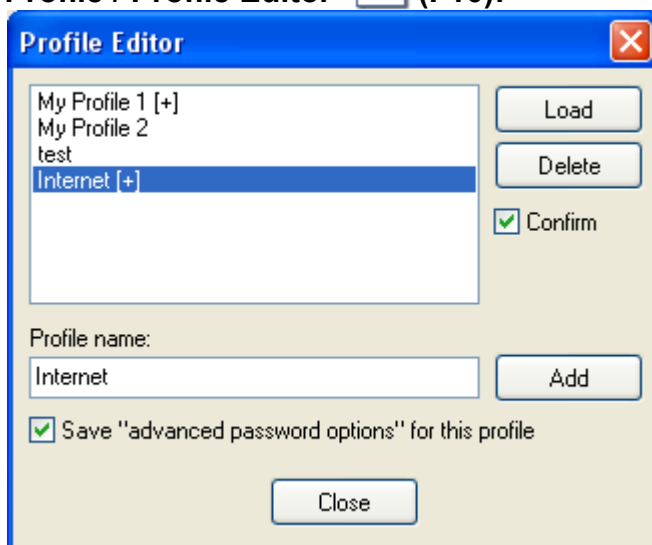 Profile Editor
My Profile 1 [+]
My Profile 2
test
Internet [+]
Load
Delete
Confirm
Profile name:
Internet
Add
Save "advanced password options" for this profile
Close